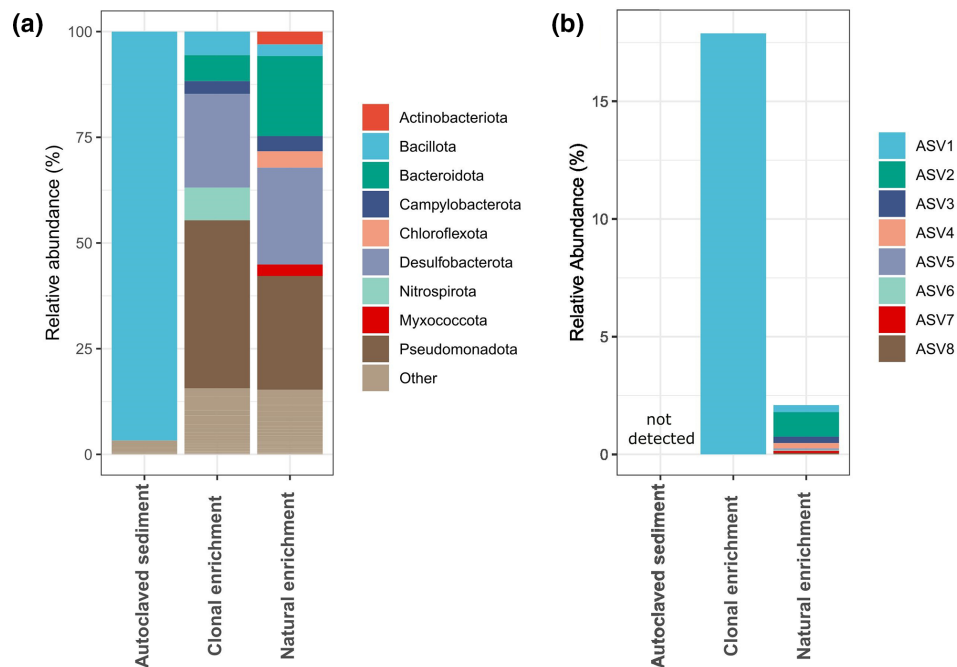 (a)
Relative abundance (%)
100
75
50
25
0
Autoclaved sediment
Clonal enrichment
Natural enrichment
Actinobacteriota
Bacillota
Bacteroidota
Campylobacterota
Chloroflexota
Desulfobacterota
Nitrospirota
Myxococcota
Pseudomonadota
Other
(b)
Relative Abundance (%)
15
10
5
0
not
detected
Autoclaved sediment
Clonal enrichment
Natural enrichment
ASV1
ASV2
ASV3
ASV4
ASV5
ASV6
ASV7
ASV8